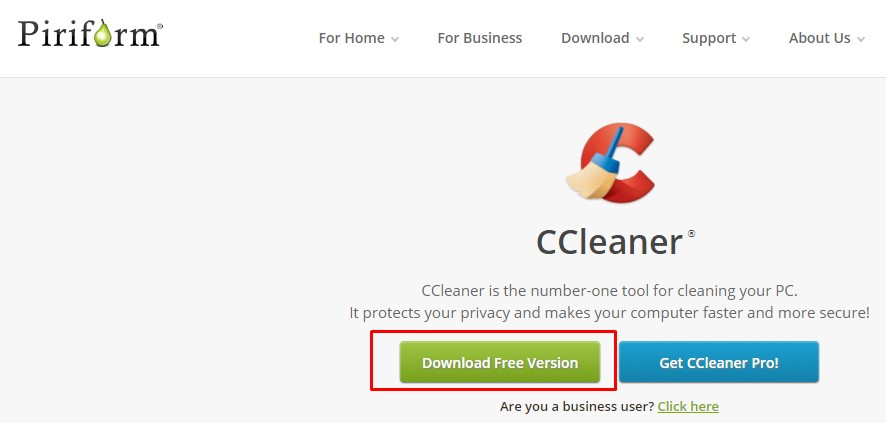 Piriform®
For Home For Business Download Support About Us
CCleaner®
CCleaner is the number-one tool for cleaning your PC.
It protects your privacy and makes your computer faster and more secure!
Download Free Version Get CCleaner Pro!
Are you a business user? Click here